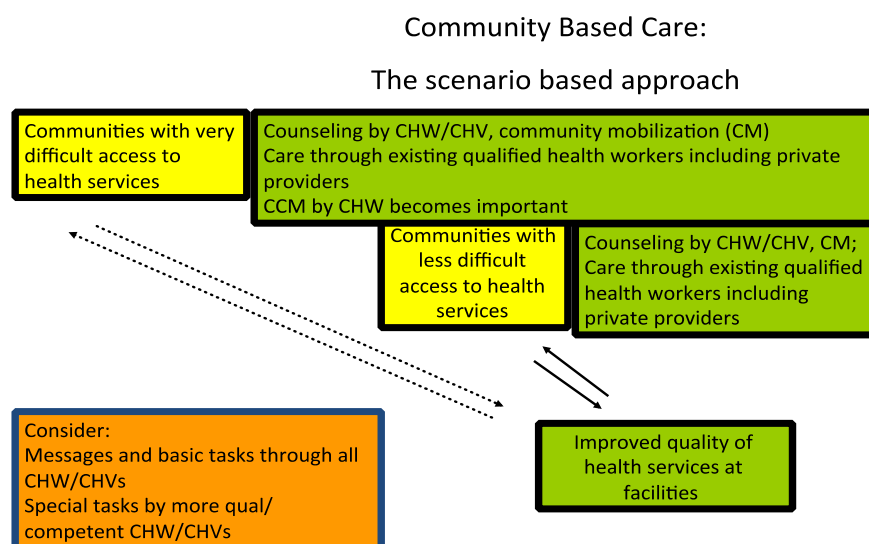 Community Based Care:
The scenario based approach
Communities with very
difficult access to
health services
Counseling by CHW/CHV, community mobilization (CM)
Care through existing qualified health workers including private
providers
CCM by CHW becomes important
Communities with
less difficult
access to health
services
Counseling by CHW/CHV, CM;
Care through existing qualified
health workers including
private providers
Consider:
Messages and basic tasks through all
CHW/CHVs
Special tasks by more qual/
competent CHW/CHVs
Improved quality of
health services at
facilities